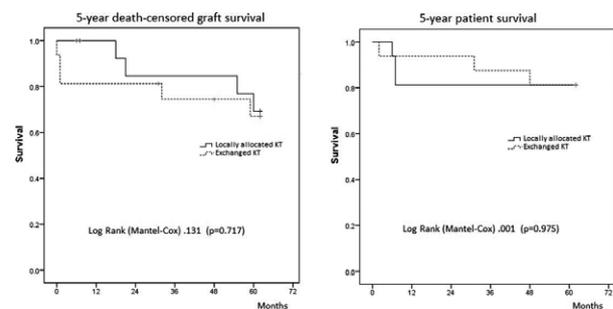 5-year death-censored graft survival
1.0
0.8
0.6
0.4
0.2
0.0
Survival
Locally allocated KT
Exchanged KT
Log Rank (Mantel-Cox) .131 (p=0.717)
0 12 24 36 48 60 72
Months
5-year patient survival
1.0
0.8
0.6
0.4
0.2
0.0
Survival
Locally allocated KT
Exchanged KT
Log Rank (Mantel-Cox) .001 (p=0.975)
0 12 24 36 48 60 72
Months